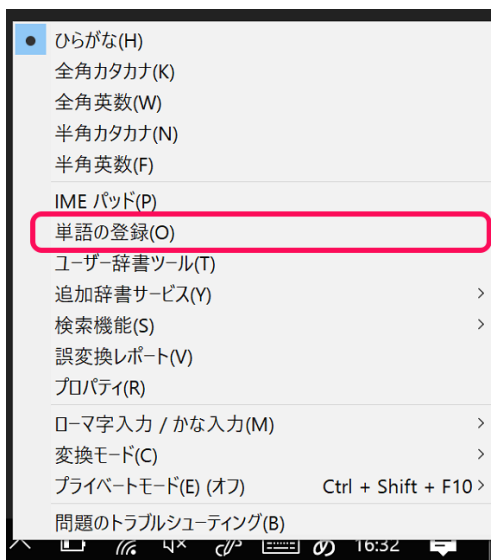 ひらがな(H)
全角カタカナ(K)
全角英数(W)
半角カタカナ(N)
半角英数(F)
IME パッド(P)
単語の登録(O)
ユーザー辞書ツール(T)
追加辞書サービス(Y)
検索機能(S)
誤変換レポート(V)
プロパティ(R)
ローマ字入力 / かな入力(M)
変換モード(C)
プライベートモード(E) (オフ) Ctrl + Shift + F10
問題のトラブルシューティング(B)
あ 16:32